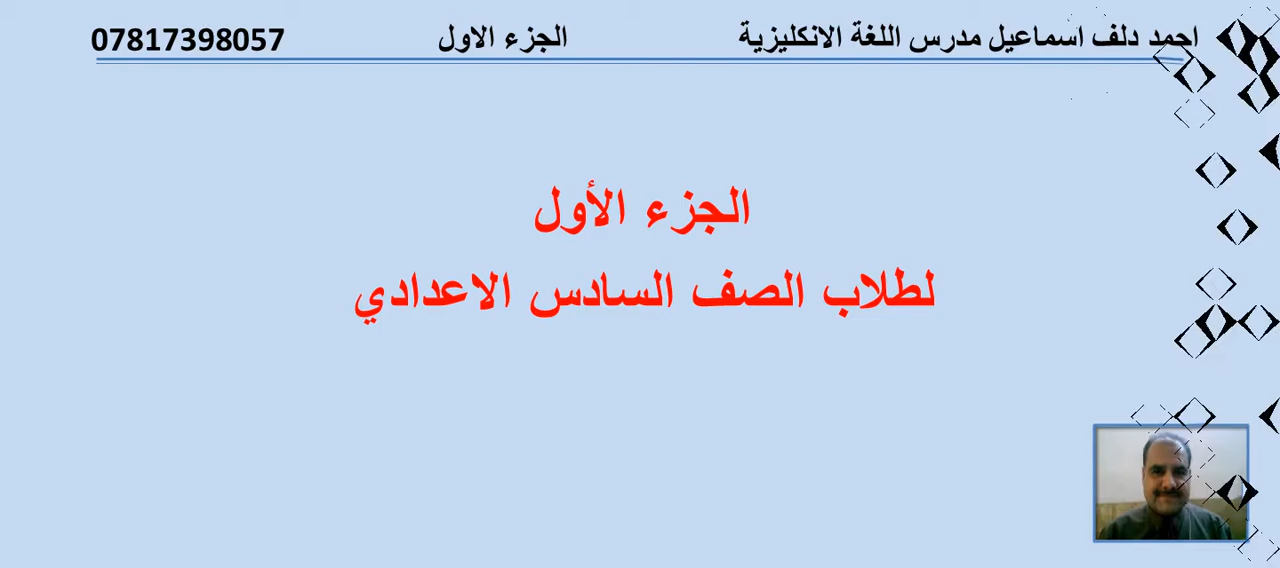 احمد دلف اسماعيل مدرس اللغة الانكليزية الجزء الاول 07817398057
الجزء الأول
لطلاب الصف السادس الاعدادي